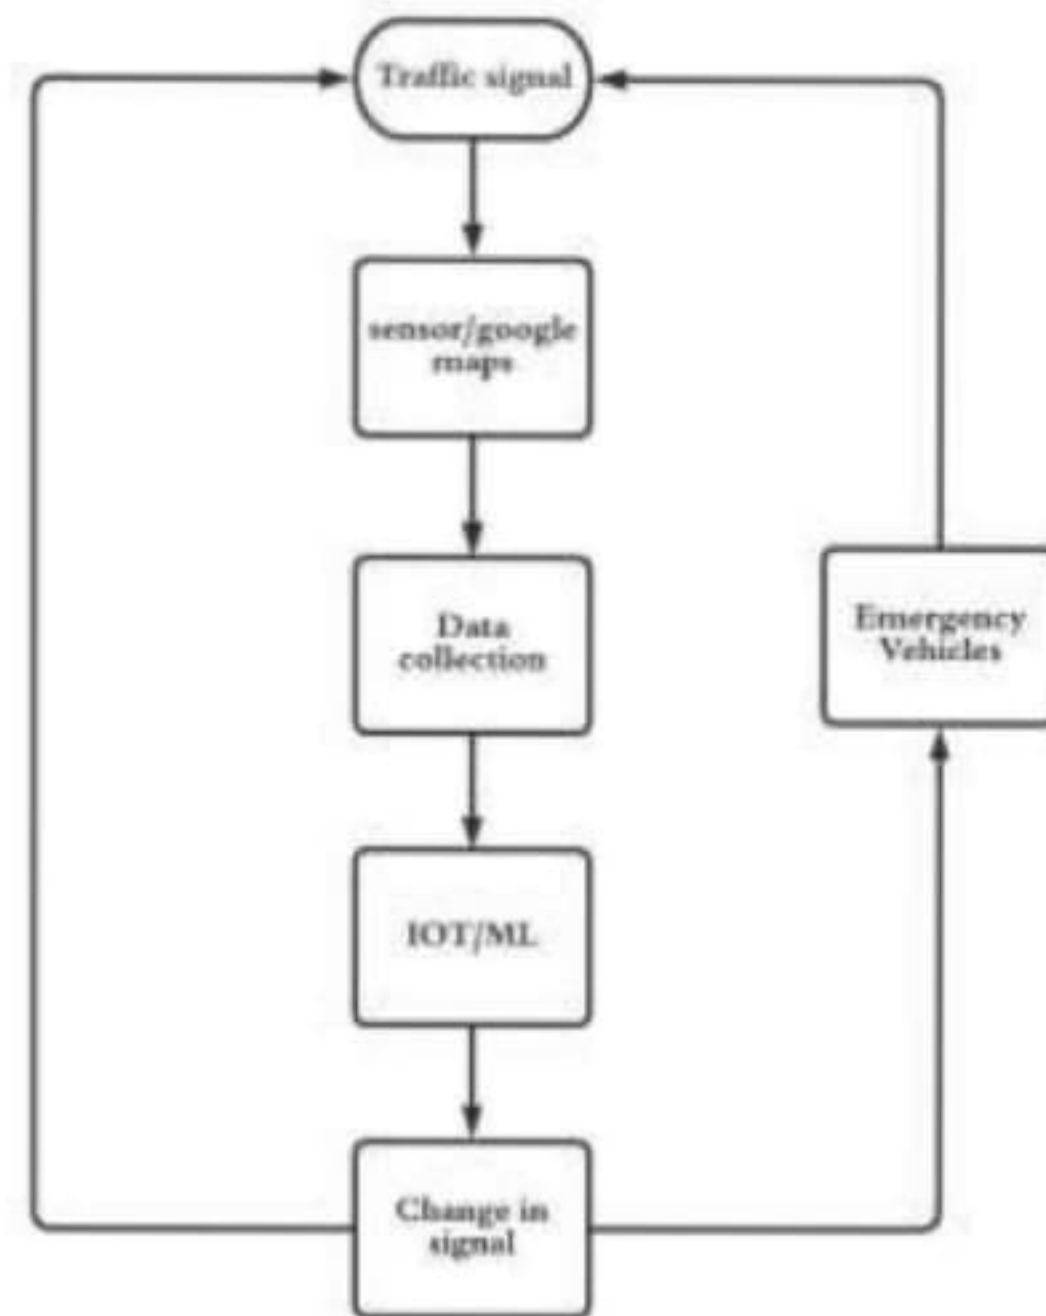 Traffic signal
sensor/google
maps
Data
collection
Emergency
Vehicles
IOT/ML
Change in
signal